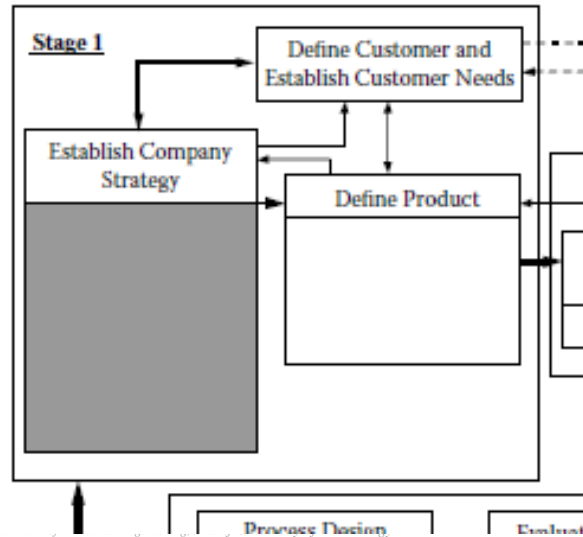 Stage 1
Define Customer and
Establish Customer Needs
Establish Company
Strategy
Define Product
Process Design